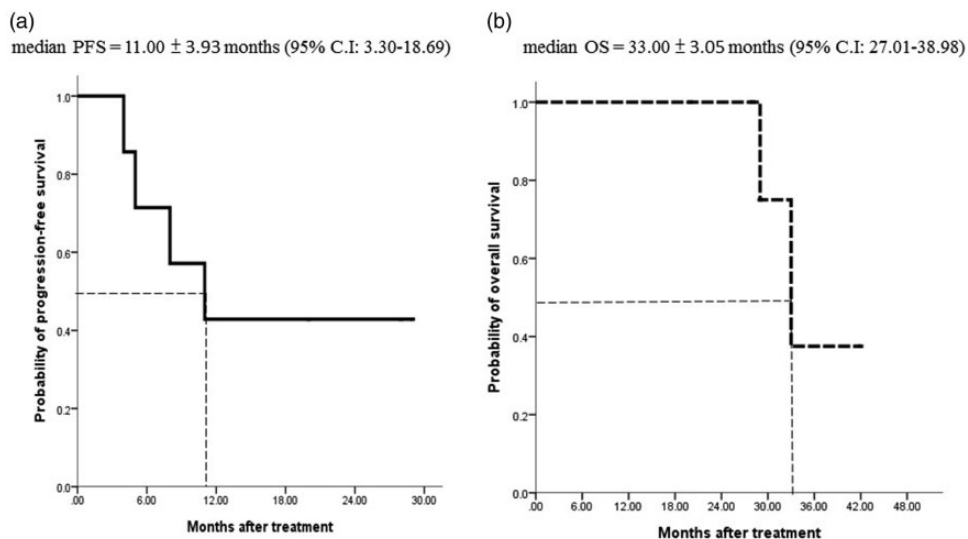 (a)
median PFS = 11.00 ± 3.93 months (95% C.I: 3.30-18.69)
Probability of progression-free survival
1.0
0.8
0.6
0.4
0.2
0.0
.00 6.00 12.00 18.00 24.00 30.00
Months after treatment
(b)
median OS = 33.00 ± 3.05 months (95% C.I: 27.01-38.98)
Probability of overall survival
1.0
0.8
0.6
0.4
0.2
0.0
.00 6.00 12.00 18.00 24.00 30.00 36.00 42.00 48.00
Months after treatment